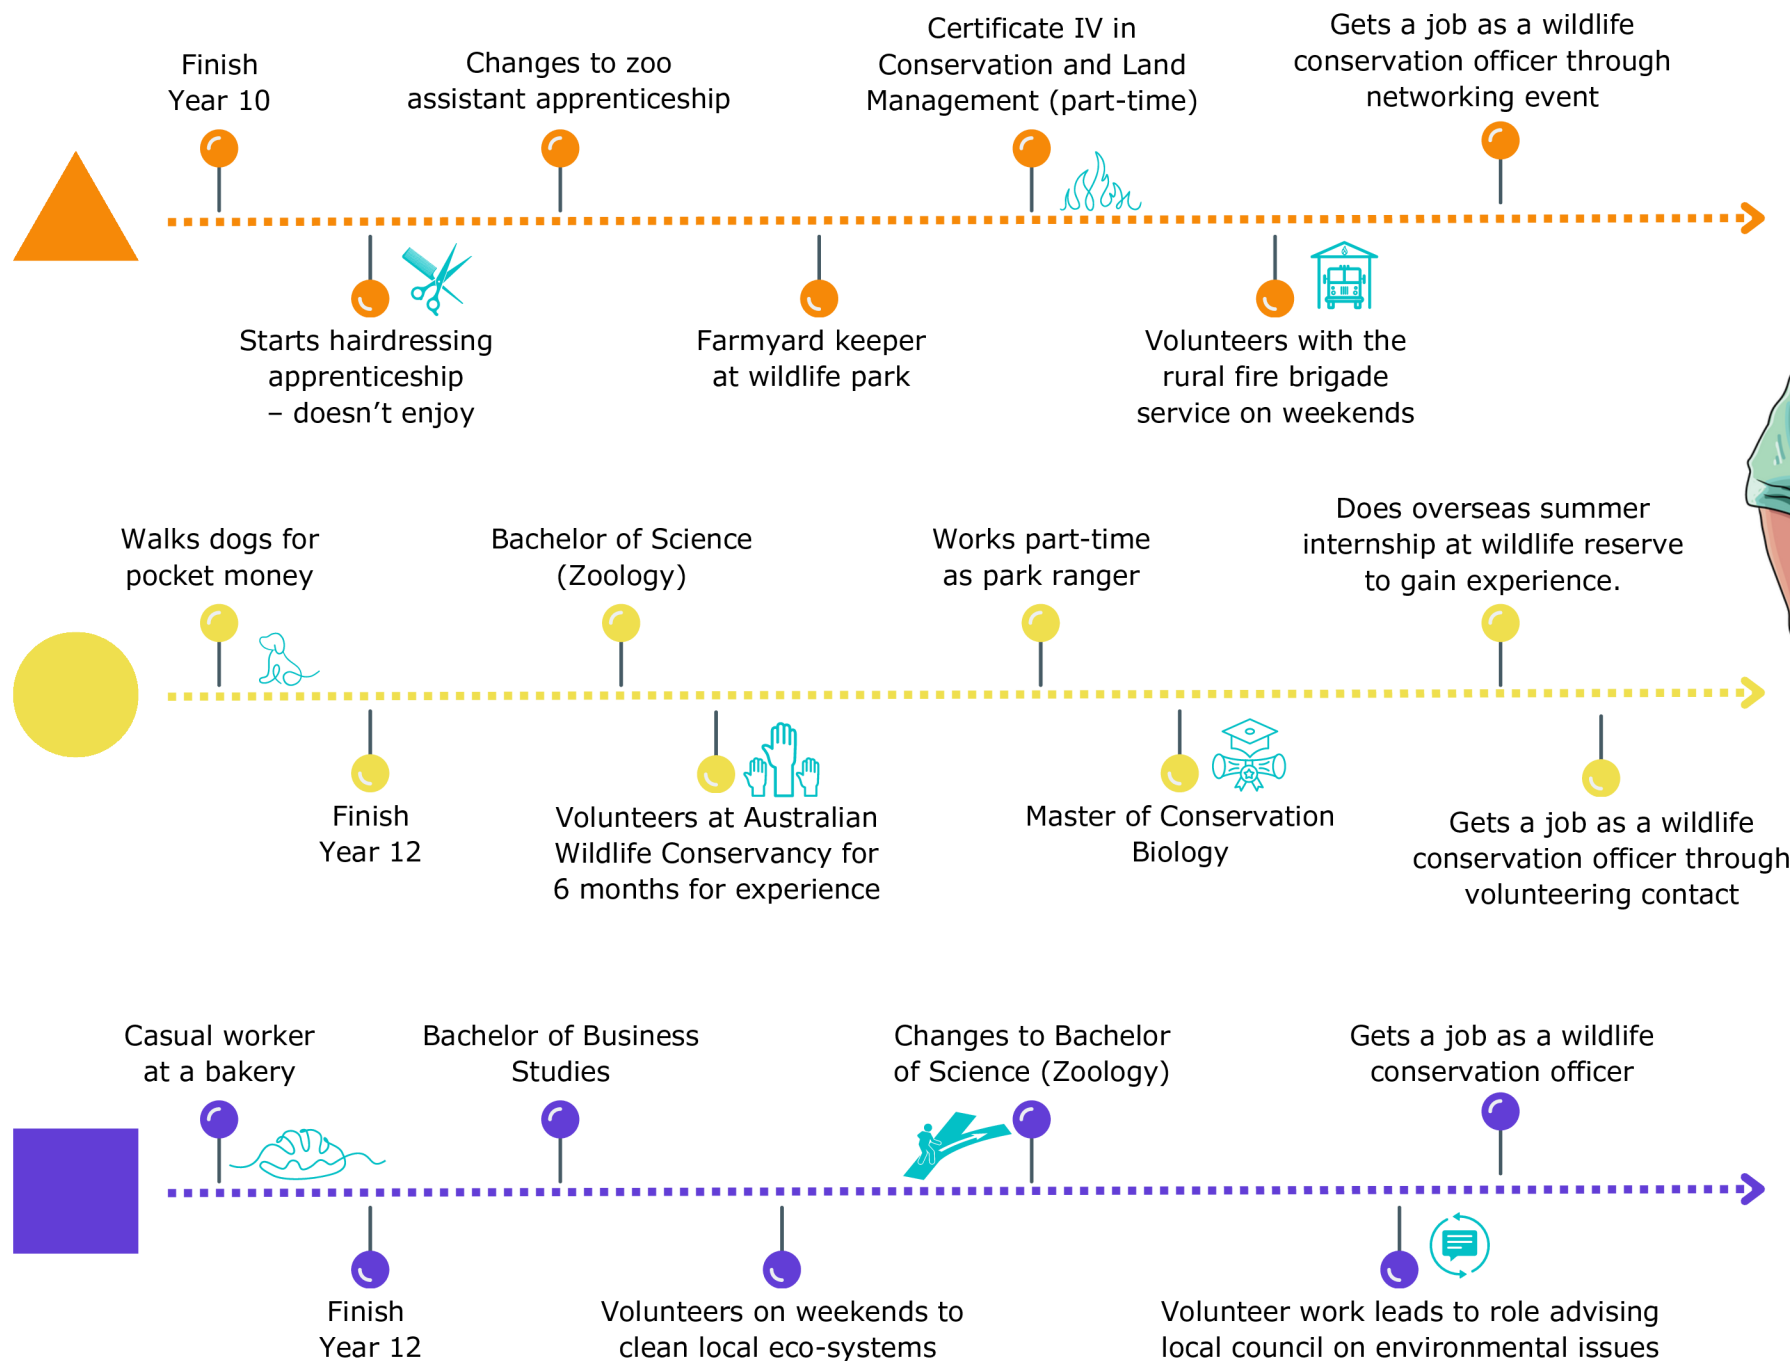 Finish
Year 10
Starts hairdressing
apprenticeship
– doesn’t enjoy
Changes to zoo
assistant apprenticeship
Farmyard keeper
at wildlife park
Certificate IV in
Conservation and Land
Management (part-time)
Volunteers with the
rural fire brigade
service on weekends
Gets a job as a wildlife
conservation officer through
networking event
Walks dogs for
pocket money
Finish
Year 12
Bachelor of Science
(Zoology)
Volunteers at Australian
Wildlife Conservancy for
6 months for experience
Works part-time
as park ranger
Master of Conservation
Biology
Does overseas summer
internship at wildlife reserve
to gain experience.
Gets a job as a wildlife
conservation officer through
volunteering contact
Casual worker
at a bakery
Finish
Year 12
Bachelor of Business
Studies
Volunteers on weekends to
clean local eco-systems
Changes to Bachelor
of Science (Zoology)
Volunteer work leads to role advising
local council on environmental issues
Gets a job as a wildlife
conservation officer